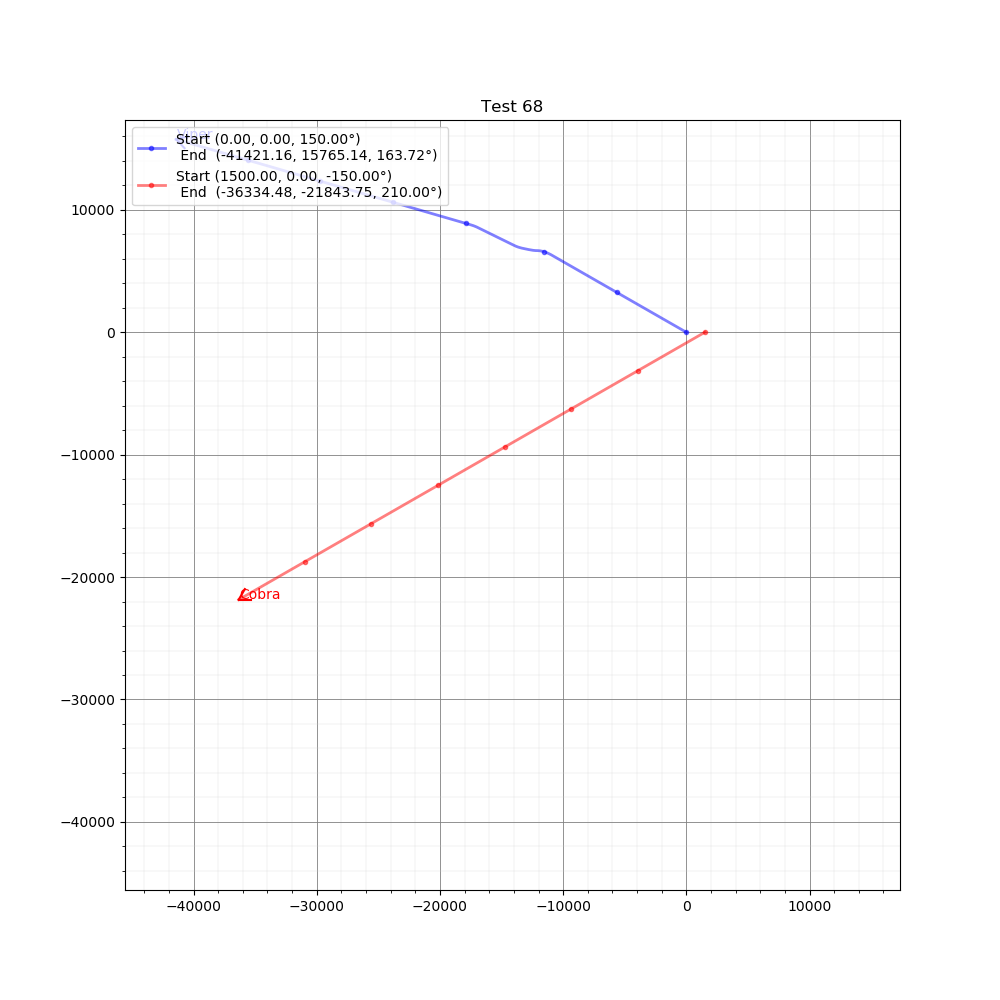 Test 68
Viper
Start (0.00, 0.00, 150.00°)
End  (-41421.16, 15765.14, 163.72°)
Start (1500.00, 0.00, -150.00°)
End  (-36334.48, -21843.75, 210.00°)
10000
0
−10000
−20000
−30000
−40000
Cobra
−40000
−30000
−20000
−10000
0
10000